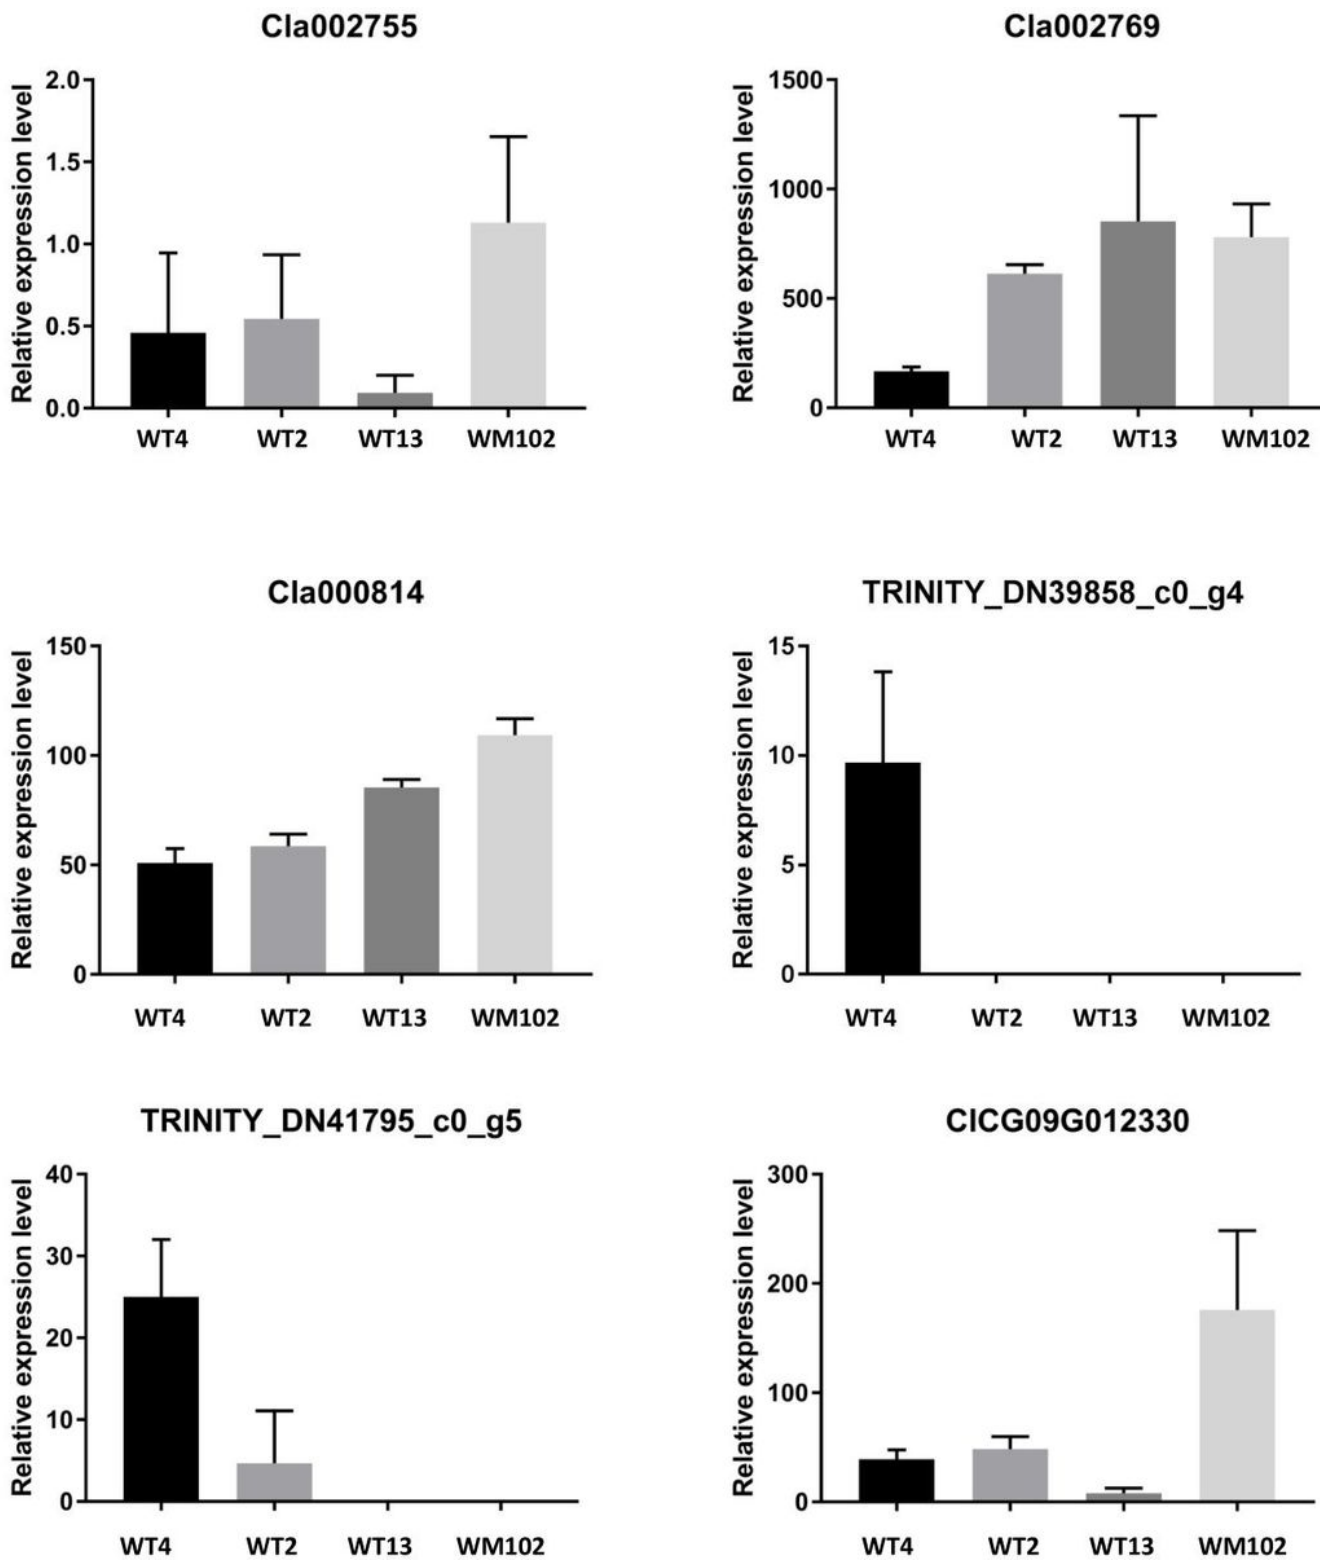 Cla002755
Relative expression level
2.0
1.5
1.0
0.5
0.0
WT4 WT2 WT13 WM102
Cla002769
Relative expression level
1500
1000
500
0
WT4 WT2 WT13 WM102
Cla000814
Relative expression level
150
100
50
0
WT4 WT2 WT13 WM102
TRINITY_DN39858_c0_g4
Relative expression level
15
10
5
0
WT4 WT2 WT13 WM102
TRINITY_DN41795_c0_g5
Relative expression level
40
30
20
10
0
WT4 WT2 WT13 WM102
ClCG09G012330
Relative expression level
300
200
100
0
WT4 WT2 WT13 WM102